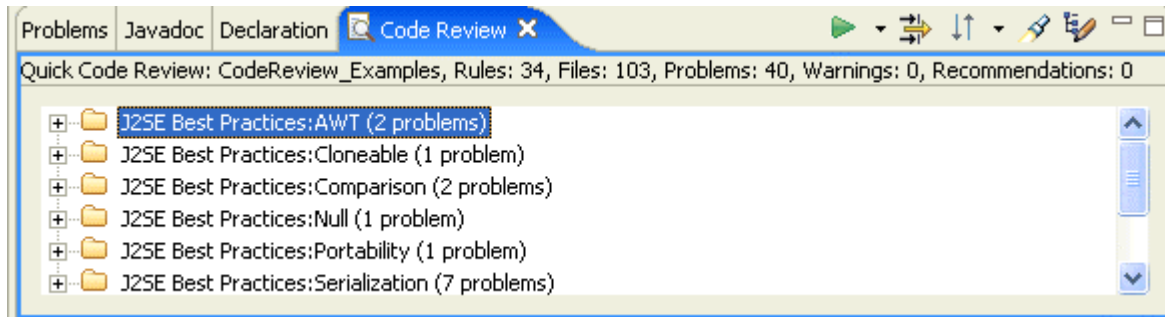 Problems Javadoc Declaration Code Review
Quick Code Review: CodeReview_Examples, Rules: 34, Files: 103, Problems: 40, Warnings: 0, Recommendations: 0
J2SE Best Practices:AWT (2 problems)
J2SE Best Practices:Cloneable (1 problem)
J2SE Best Practices:Comparison (2 problems)
J2SE Best Practices:Null (1 problem)
J2SE Best Practices:Portability (1 problem)
J2SE Best Practices:Serialization (7 problems)